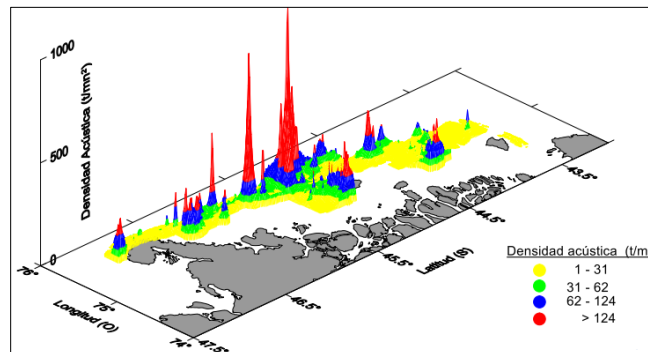 1000
500
0
Densidad Acústica (t/mn²)
76°
75°
74°
Longitud (O)
47.5°
46.5°
45.5°
44.5°
43.5°
Latitud (S)
Densidad acústica (t/m
1 - 31
31 - 62
62 - 124
> 124